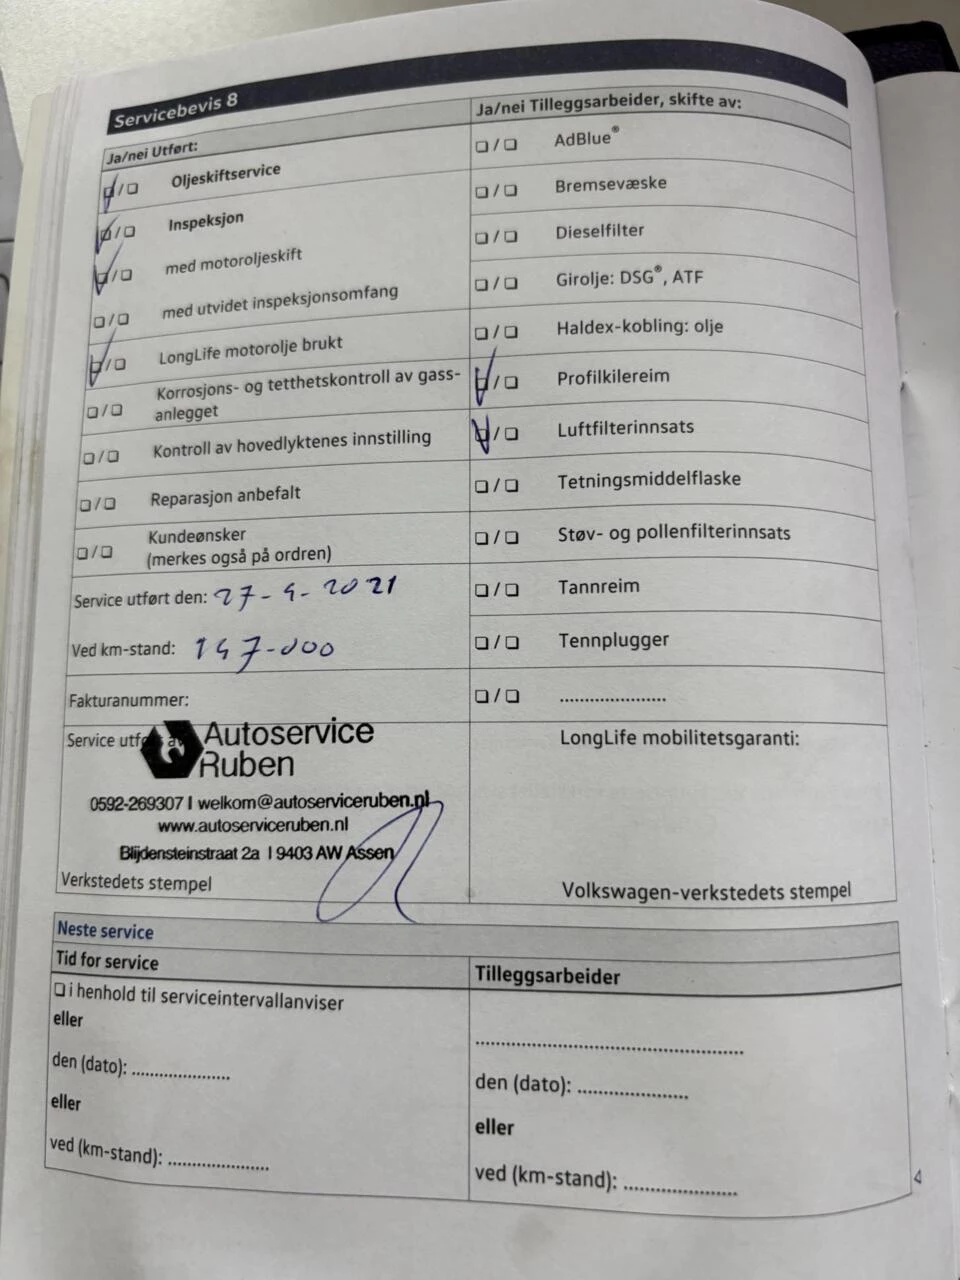 Servicebevis 8
Ja/nei Utført:
☑/☐ Oljeskiftservice
☑/☐ Inspeksjon
☑/☐ med motoroljeskift
☐/☐ med utvidet inspeksjonsomfang
☑/☐ LongLife motorolje brukt
☐/☐ Korrosjons- og tetthetskontroll av gass-
anlegget
☐/☐ Kontroll av hovedlyktenes innstilling
☐/☐ Reparasjon anbefalt
☐/☐ Kundeønsker
(merkes også på ordren)
Service utført den: 27-9-2021
Ved km-stand: 197-000
Fakturanummer:
Service utført av
Autoservice
Ruben
0592-269307 | welkom@autoserviceruben.nl
www.autoserviceruben.nl
Blijdensteinstraat 2a | 9403 AW Assen
Verkstedets stempel
Ja/nei Tilleggsarbeider, skifte av:
☐/☐ AdBlue®
☐/☐ Bremsevæske
☐/☐ Dieselfilter
☐/☐ Girolje: DSG®, ATF
☐/☐ Haldex-kobling: olje
☑/☐ Profilkilereim
☑/☐ Luftfilterinnsats
☐/☐ Tetningsmiddelflaske
☐/☐ Støv- og pollenfilterinnsats
☐/☐ Tannreim
☐/☐ Tennplugger
☐/☐ .....................
LongLife mobilitetsgaranti:
Volkswagen-verkstedets stempel
Neste service
Tid for service
☐ i henhold til serviceintervallanviser
eller
den (dato): ....................
eller
ved (km-stand): .....................
Tilleggsarbeider
.....................................................
den (dato): ......................
eller
ved (km-stand): ......................
4